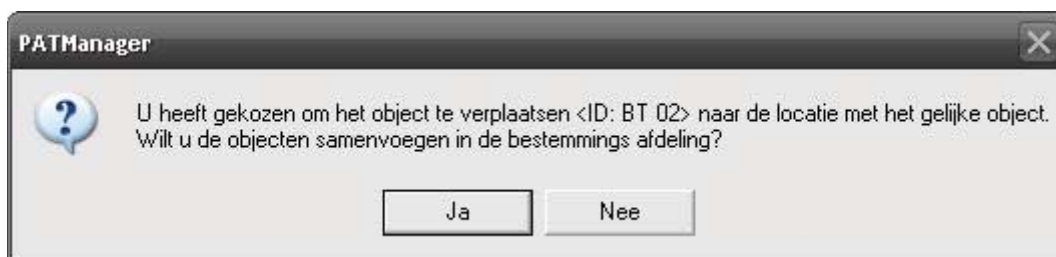 PATManager
U heeft gekozen om het object te verplaatsen <ID: BT 02> naar de locatie met het gelijke object.
Wilt u de objecten samenvoegen in de bestemmings afdeling?
Ja Nee